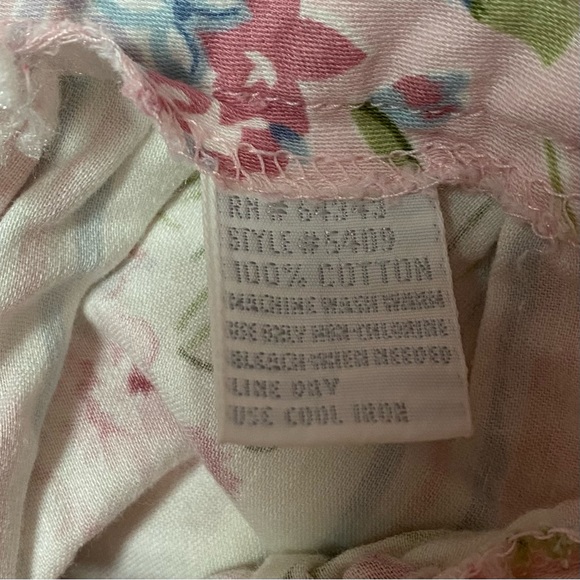 RN # 64343
STYLE #5409
100% COTTON
MACHINE WASH WARM
USE ONLY NON-CHLORINE
BLEACH WHEN NEEDED
LINE DRY
USE COOL IRON